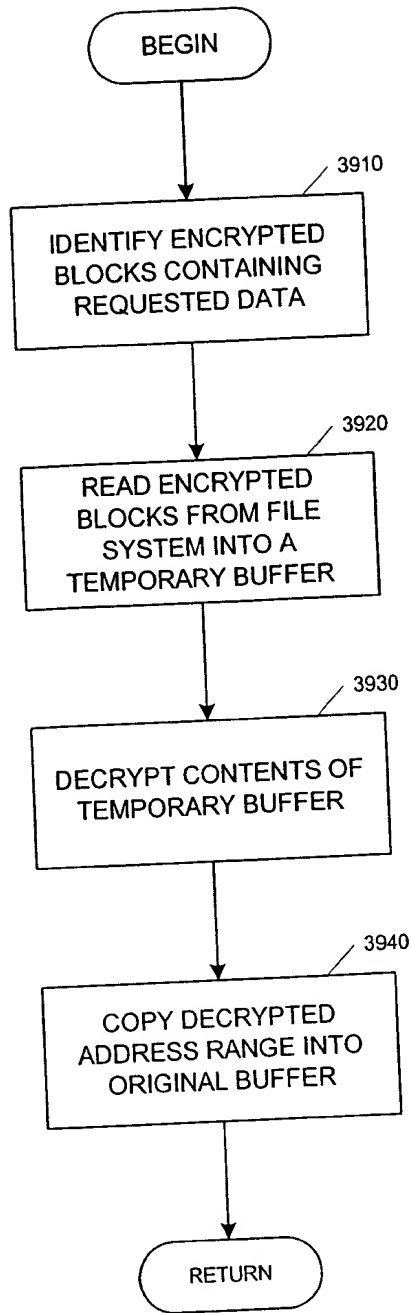 BEGIN
3910
IDENTIFY ENCRYPTED
BLOCKS CONTAINING
REQUESTED DATA
3920
READ ENCRYPTED
BLOCKS FROM FILE
SYSTEM INTO A
TEMPORARY BUFFER
3930
DECRYPT CONTENTS OF
TEMPORARY BUFFER
3940
COPY DECRYPTED
ADDRESS RANGE INTO
ORIGINAL BUFFER
RETURN